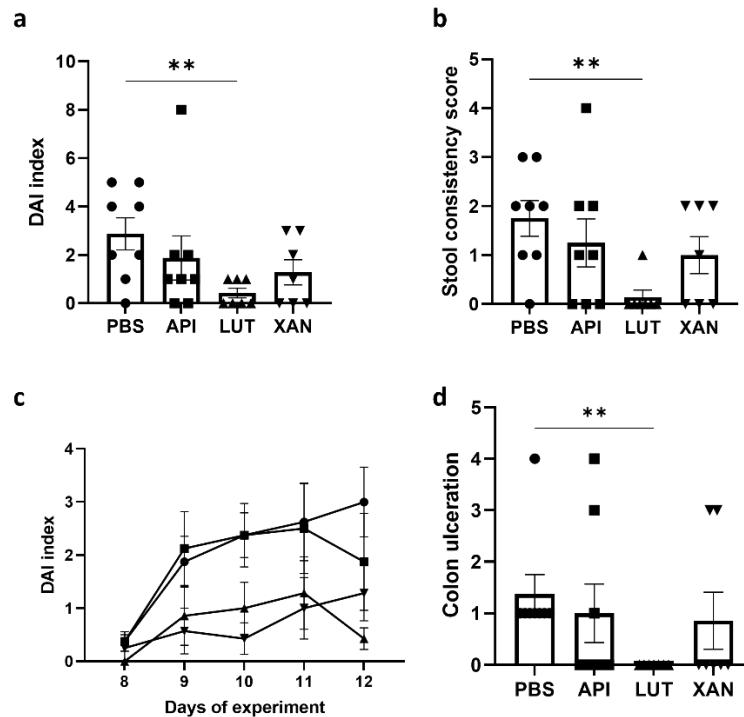 a
**
DAI index
10
8
6
4
2
0
PBS API LUT XAN
b
**
Stool consistency score
5
4
3
2
1
0
PBS API LUT XAN
c
DAI index
4
3
2
1
0
8 9 10 11 12
Days of experiment
d
**
Colon ulceration
5
4
3
2
1
0
PBS API LUT XAN